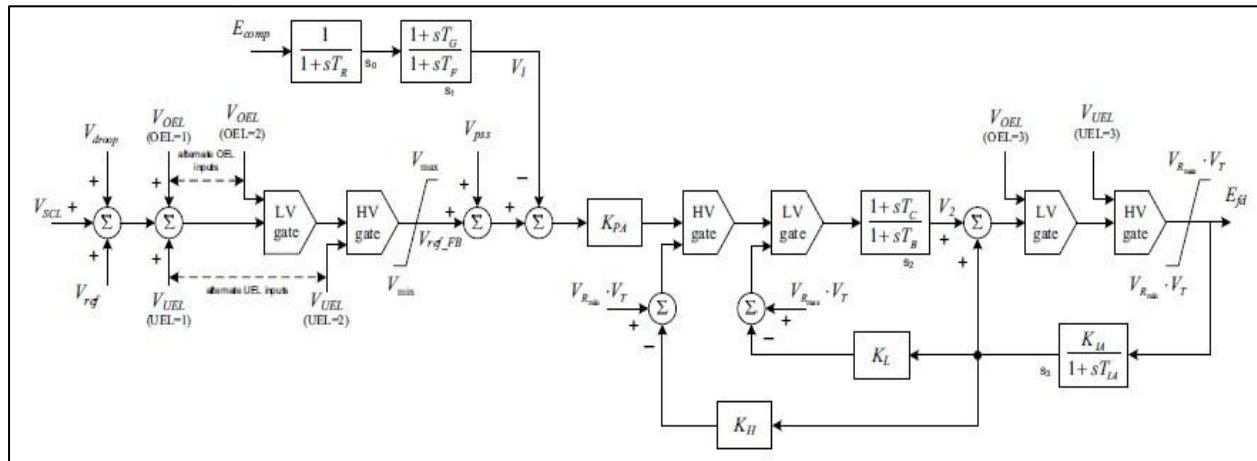 E_comp
1
1 + sT_R
s_0
1 + sT_G
1 + sT_F
s_1
V_1
V_OEL
(OEL=1)
V_OEL
(OEL=2)
V_droop
alternate OEL
inputs
V_pss
V_max
V_SCL
+
+
+
+
+
Σ
Σ
LV
gate
HV
gate
V_ref_FB
+
+
Σ
+
−
Σ
V_min
V_ref
V_UEL
(UEL=1)
alternate UEL inputs
V_UEL
(UEL=2)
K_PA
HV
gate
LV
gate
1 + sT_C
1 + sT_B
s_2
V_2
+
+
Σ
V_OEL
(OEL=3)
V_UEL
(UEL=3)
LV
gate
HV
gate
V_Rmax · V_T
E_fd
V_Rmin · V_T
V_Rmin · V_T
+
−
Σ
V_Rmax · V_T
+
−
Σ
K_L
s_3
K_IA
1 + sT_IA
K_H